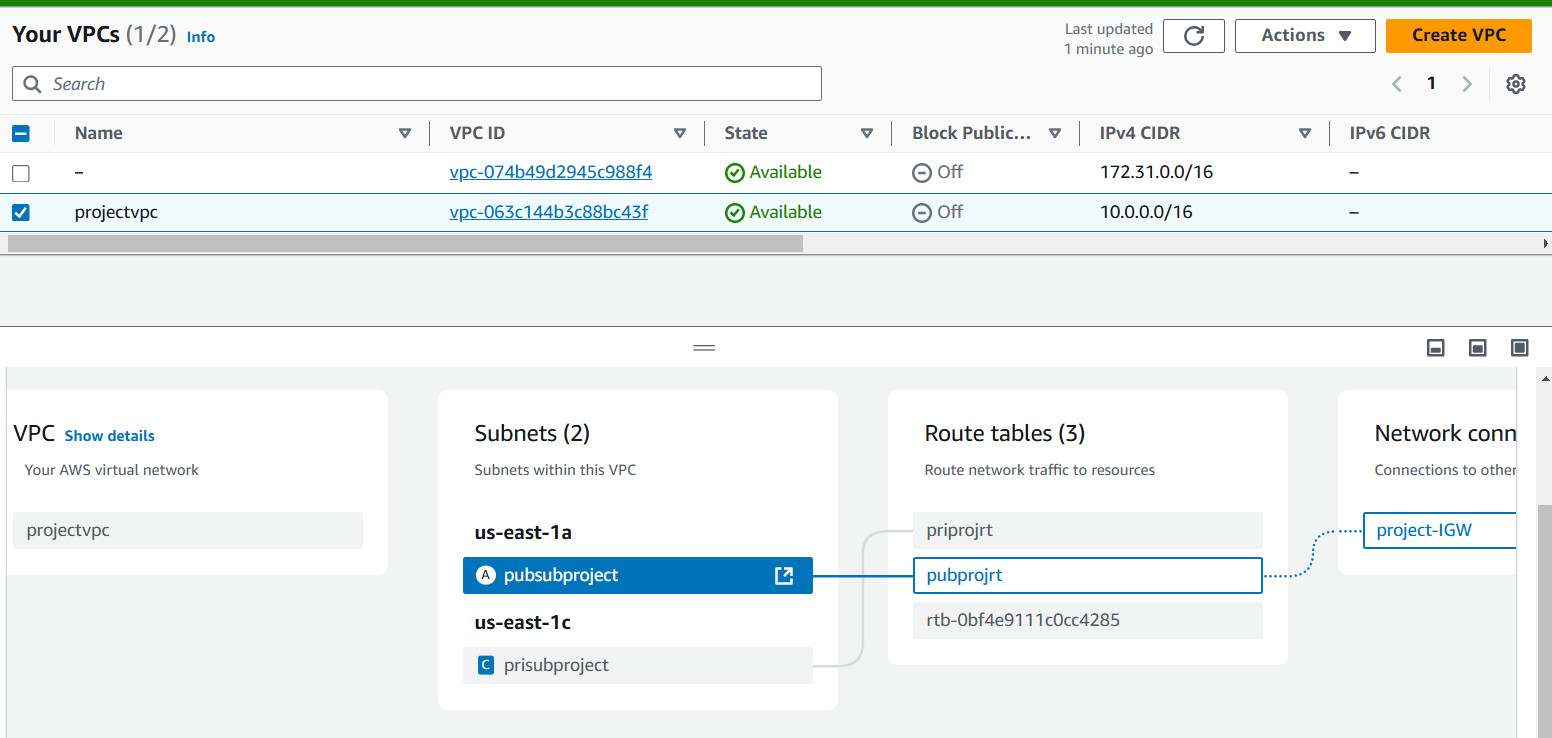 Your VPCs (1/2) Info
Last updated
1 minute ago
Actions
Create VPC
Search
1
Name VPC ID State Block Public... IPv4 CIDR IPv6 CIDR
– vpc-074b49d2945c988f4 Available Off 172.31.0.0/16 –
projectvpc vpc-063c144b3c88bc43f Available Off 10.0.0.0/16 –
VPC Show details
Your AWS virtual network
projectvpc
Subnets (2)
Subnets within this VPC
us-east-1a
A pubsubproject
us-east-1c
C prisubproject
Route tables (3)
Route network traffic to resources
priprojrt
pubprojrt
rtb-0bf4e9111c0cc4285
Network conn
Connections to other
project-IGW